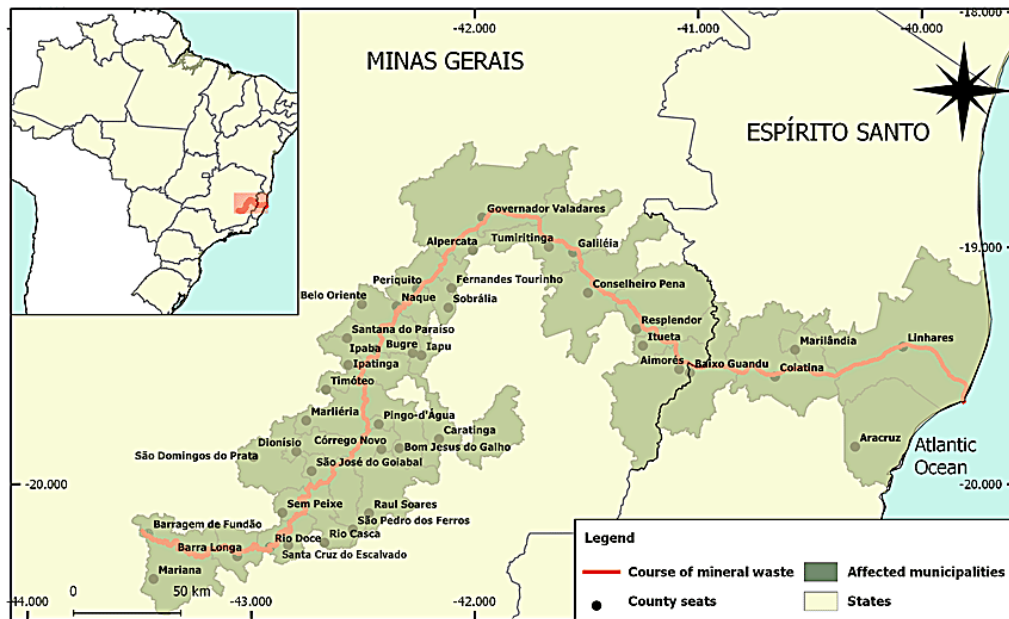 -42.000 -41.000 -40.000 -18.000
MINAS GERAIS
ESPÍRITO SANTO
Governador Valadares
Alpercata
Tumiritinga
Galiléia
-19.000
Periquito
Fernandes Tourinho
Conselheiro Pena
Belo Oriente
Naque
Sobrália
Santana do Paraíso
Resplendor
Ipaba
Bugre
Iapu
Itueta
Marilândia
Linhares
Ipatinga
Aimorés
Baixo Guandu
Colatina
Timóteo
Marliéria
Pingo-d'Água
Caratinga
Dionísio
Córrego Novo
Bom Jesus do Galho
Aracruz
Atlantic
Ocean
São Domingos do Prata
São José do Goiabal
-20.000
-20.000
Sem Peixe
Raul Soares
Barragem de Fundão
São Pedro dos Ferros
Rio Doce
Rio Casca
Barra Longa
Santa Cruz do Escalvado
Mariana
Legend
Course of mineral waste
Affected municipalities
County seats
States
0 50 km
-44.000 -43.000 -42.000